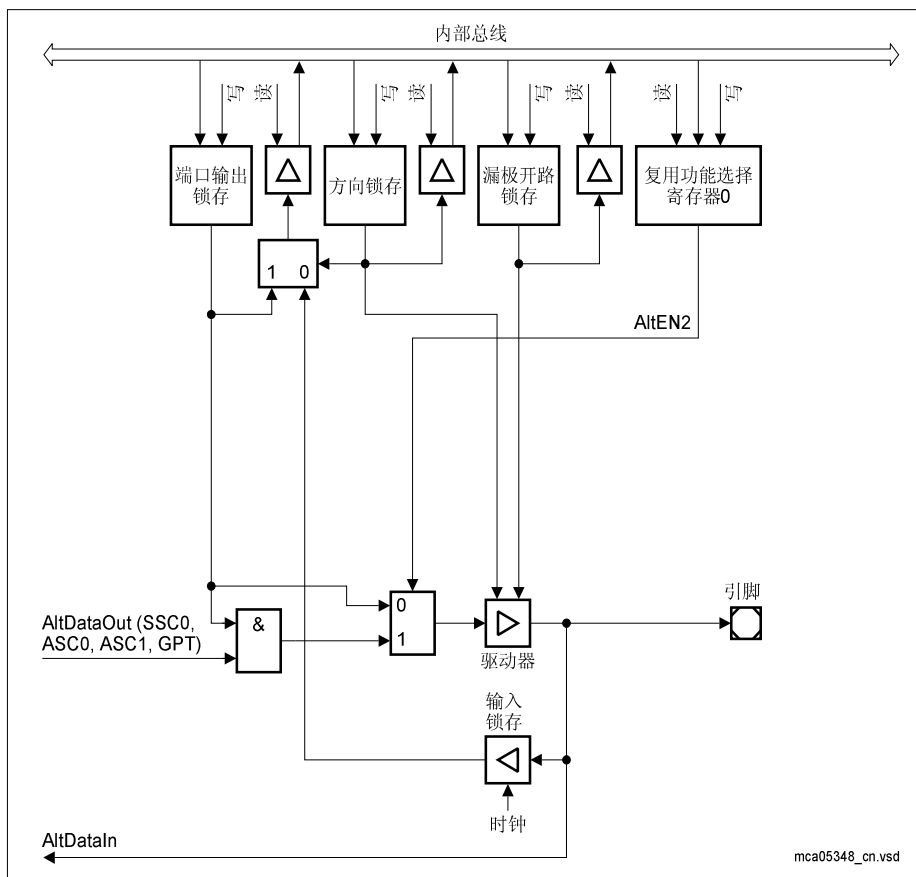 内部总线
写
读
写
读
写
读
读
写
端口输出
锁存
方向锁存
漏极开路
锁存
复用功能选择
寄存器0
1 0
AltEN2
引脚
AltDataOut (SSC0,
ASC0, ASC1, GPT)
&
0
1
驱动器
输入
锁存
时钟
AltDataIn
mca05348_cn.vsd